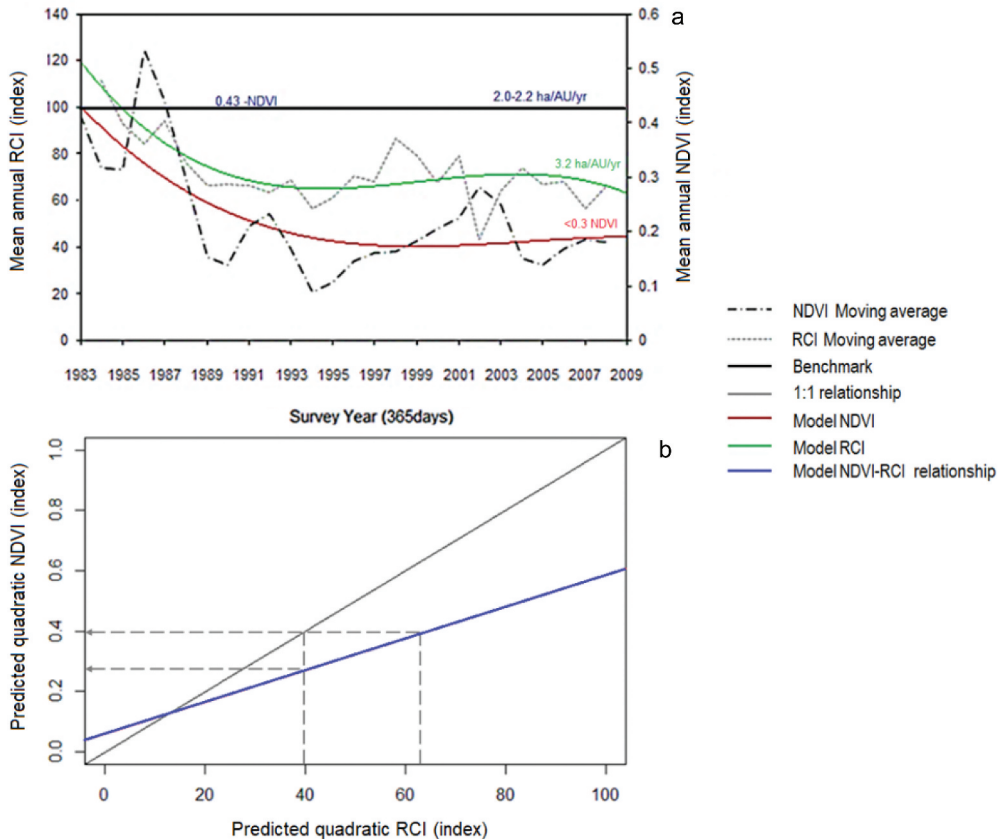 a
Mean annual RCI (index)
140
120
100
80
60
40
20
0
0.43 -NDVI
2.0-2.2 ha/AU/yr
3.2 ha/AU/yr
<0.3 NDVI
0.6
0.5
0.4
0.3
0.2
0.1
0
Mean annual NDVI (index)
1983 1985 1987 1989 1991 1993 1995 1997 1999 2001 2003 2005 2007 2009
Survey Year (365days)
NDVI Moving average
RCI Moving average
Benchmark
1:1 relationship
Model NDVI
Model RCI
Model NDVI-RCI relationship
b
Predicted quadratic NDVI (index)
1.0
0.8
0.6
0.4
0.2
0.0
0 20 40 60 80 100
Predicted quadratic RCI (index)